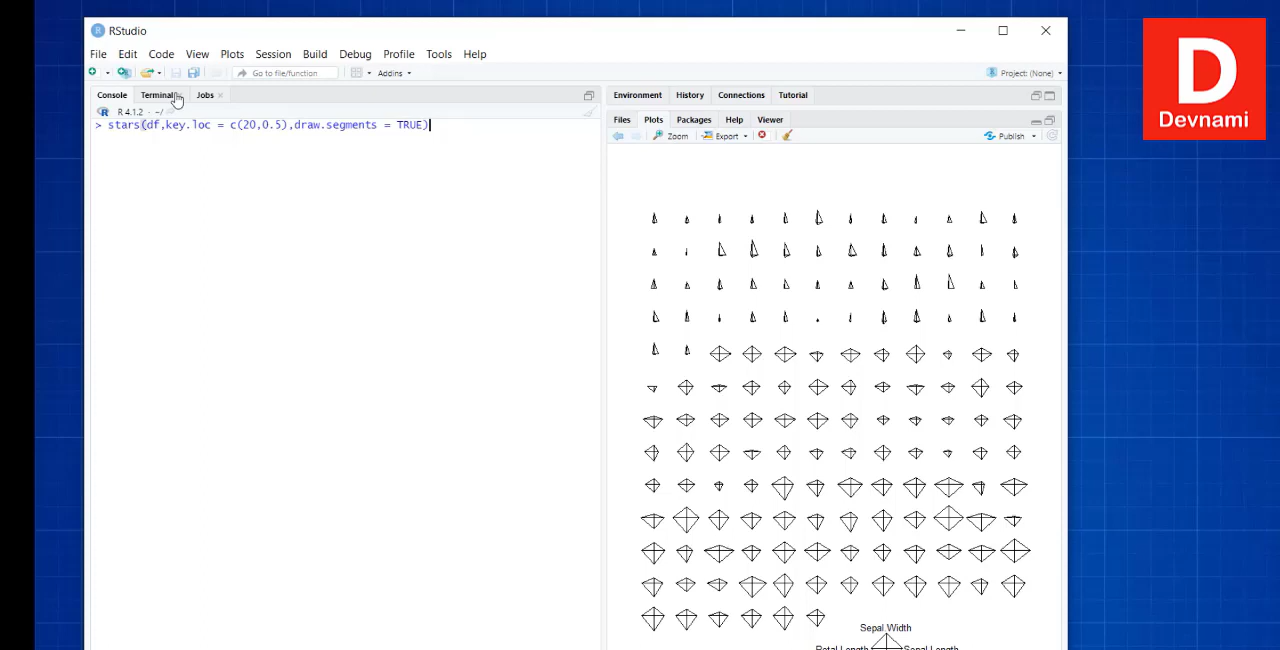 RStudio
File Edit Code View Plots Session Build Debug Profile Tools Help
Go to file/function Addins Project: (None)
Console Terminal Jobs
R 4.1.2 · ~/
> stars(df,key.loc = c(20,0.5),draw.segments = TRUE)
Environment History Connections Tutorial
Files Plots Packages Help Viewer
Zoom Export Publish
Sepal.Width
Petal.Length Sepal.Length
D
Devnami